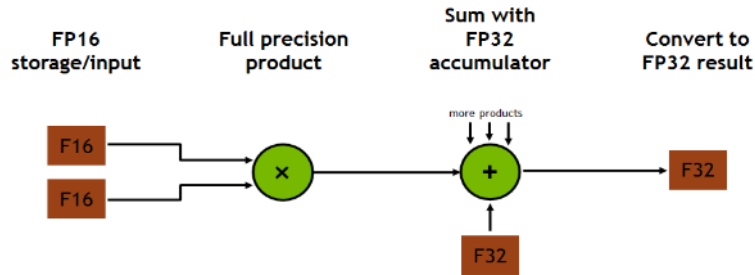 FP16
storage/input
Full precision
product
Sum with
FP32
accumulator
Convert to
FP32 result
more products
F16
F16
×
+
F32
F32